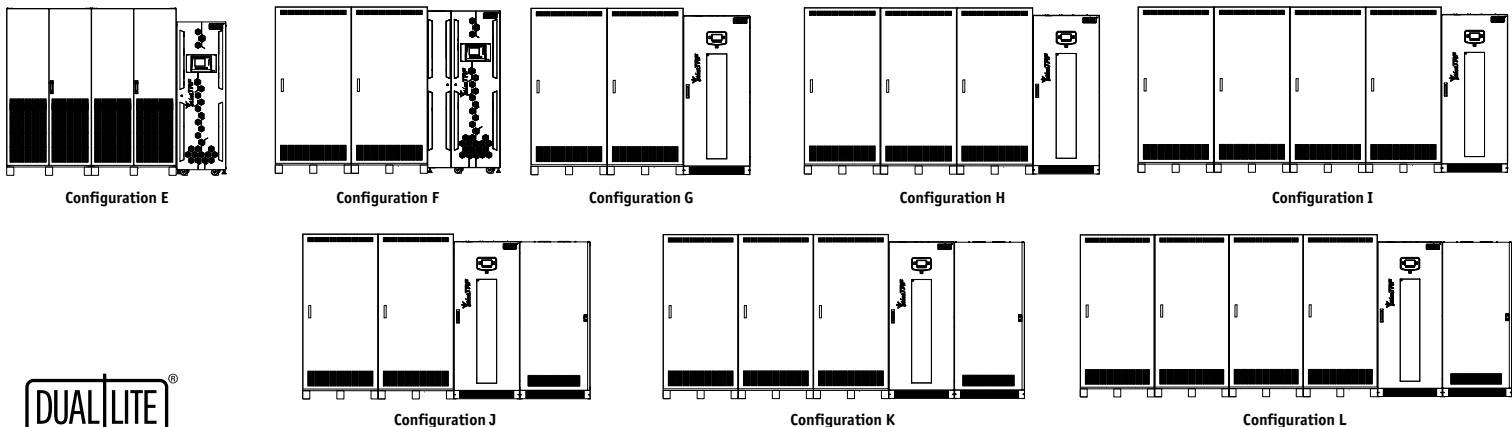 Configuration E
Configuration F
Configuration G
Configuration H
Configuration I
Configuration J
Configuration K
Configuration L
DUAL LITE®